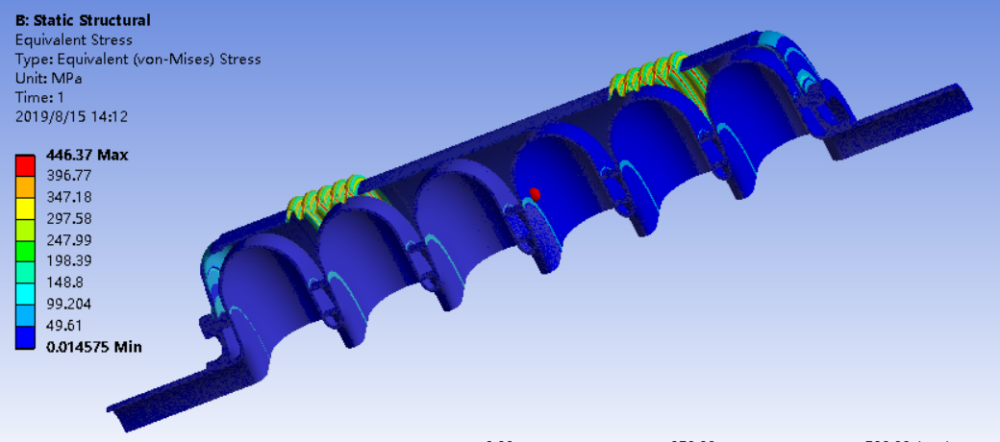 B: Static Structural
Equivalent Stress
Type: Equivalent (von-Mises) Stress
Unit: MPa
Time: 1
2019/8/15 14:12
446.37 Max
396.77
347.18
297.58
247.99
198.39
148.8
99.204
49.61
0.014575 Min